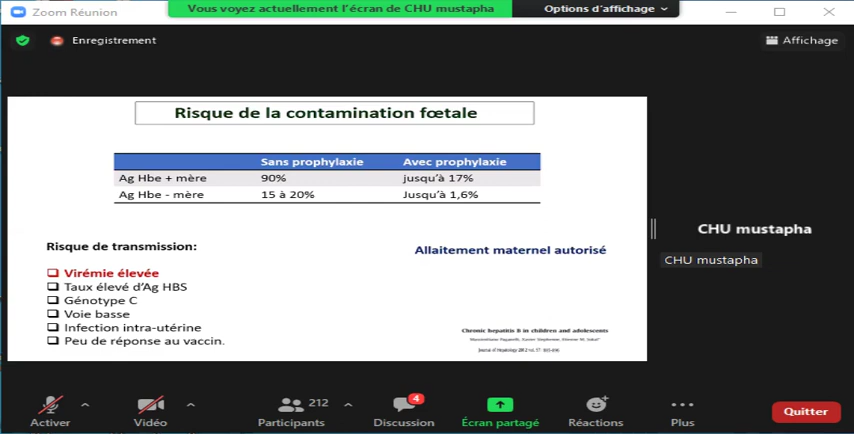 Zoom Réunion
Vous voyez actuellement l'écran de CHU mustapha
Options d'affichage
Enregistrement
Affichage
Risque de la contamination fœtale
Sans prophylaxie Avec prophylaxie
Ag Hbe + mère 90% jusqu'à 17%
Ag Hbe - mère 15 à 20% Jusqu'à 1,6%
Risque de transmission:
Allaitement maternel autorisé
Virémie élevée
Taux élevé d'Ag HBS
Génotype C
Voie basse
Infection intra-utérine
Peu de réponse au vaccin.
Chronic hepatitis B in children and adolescents
Journal of Hepatology
CHU mustapha
CHU mustapha
Activer
Vidéo
212
Participants
4
Discussion
Écran partagé
Réactions
Plus
Quitter